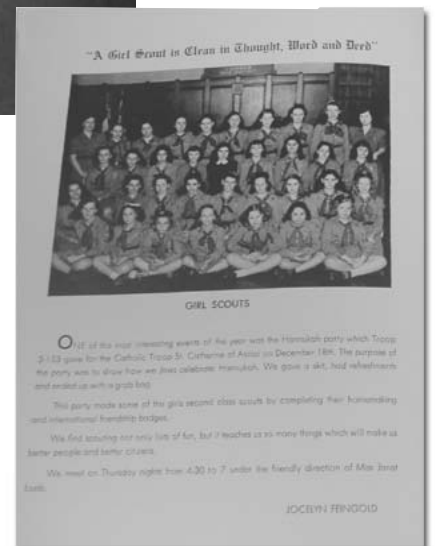 "A Girl Scout is Clean in Thought, Word and Deed"
GIRL SCOUTS
ONE of the most interesting events of the year was the Hannukah party which Troop
3-153 gave for the Catholic Troop St. Catherine of Assisi on December 18th. The purpose of
the party was to show how we Jews celebrate Hannukah. We gave a skit, had refreshments
and ended up with a grab bag.
This party made some of the girls second class scouts by completing their homemaking
and international friendship badges.
We find scouting not only lots of fun, but it teaches us so many things which will make us
better people and better citizens.
We meet on Thursday nights from 4:30 to 7 under the friendly direction of Miss Janet
JOCELYN FEINGOLD